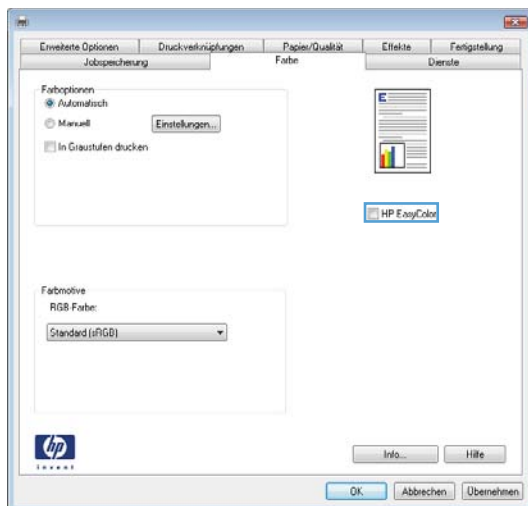 Erweiterte Optionen Druckverknüpfungen Papier/Qualität Effekte Fertigstellung
Jobspeicherung Farbe Dienste
Farboptionen
Automatisch
Manuell Einstellungen...
In Graustufen drucken
E
HP EasyColor
Farbmotive
RGB-Farbe:
Standard (sRGB)
hp
invent
Info... Hilfe
OK Abbrechen Übernehmen